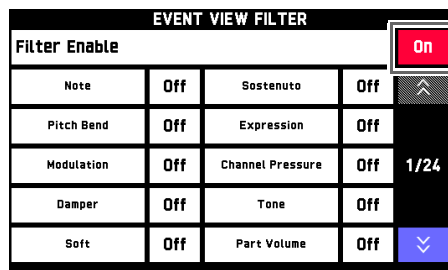 EVENT VIEW FILTER
Filter Enable On
Note Off Sostenuto Off
Pitch Bend Off Expression Off
Modulation Off Channel Pressure Off 1/24
Damper Off Tone Off
Soft Off Part Volume Off